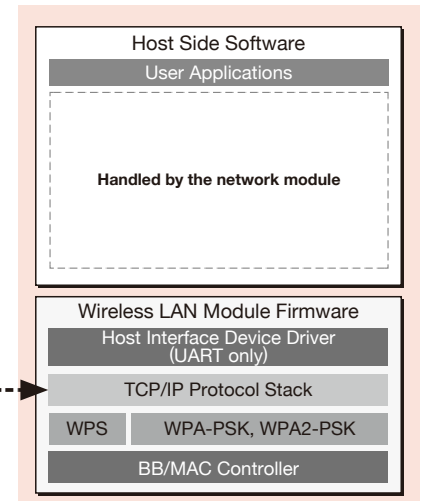 Host Side Software
User Applications
Handled by the network module
Wireless LAN Module Firmware
Host Interface Device Driver
(UART only)
TCP/IP Protocol Stack
WPS
WPA-PSK, WPA2-PSK
BB/MAC Controller